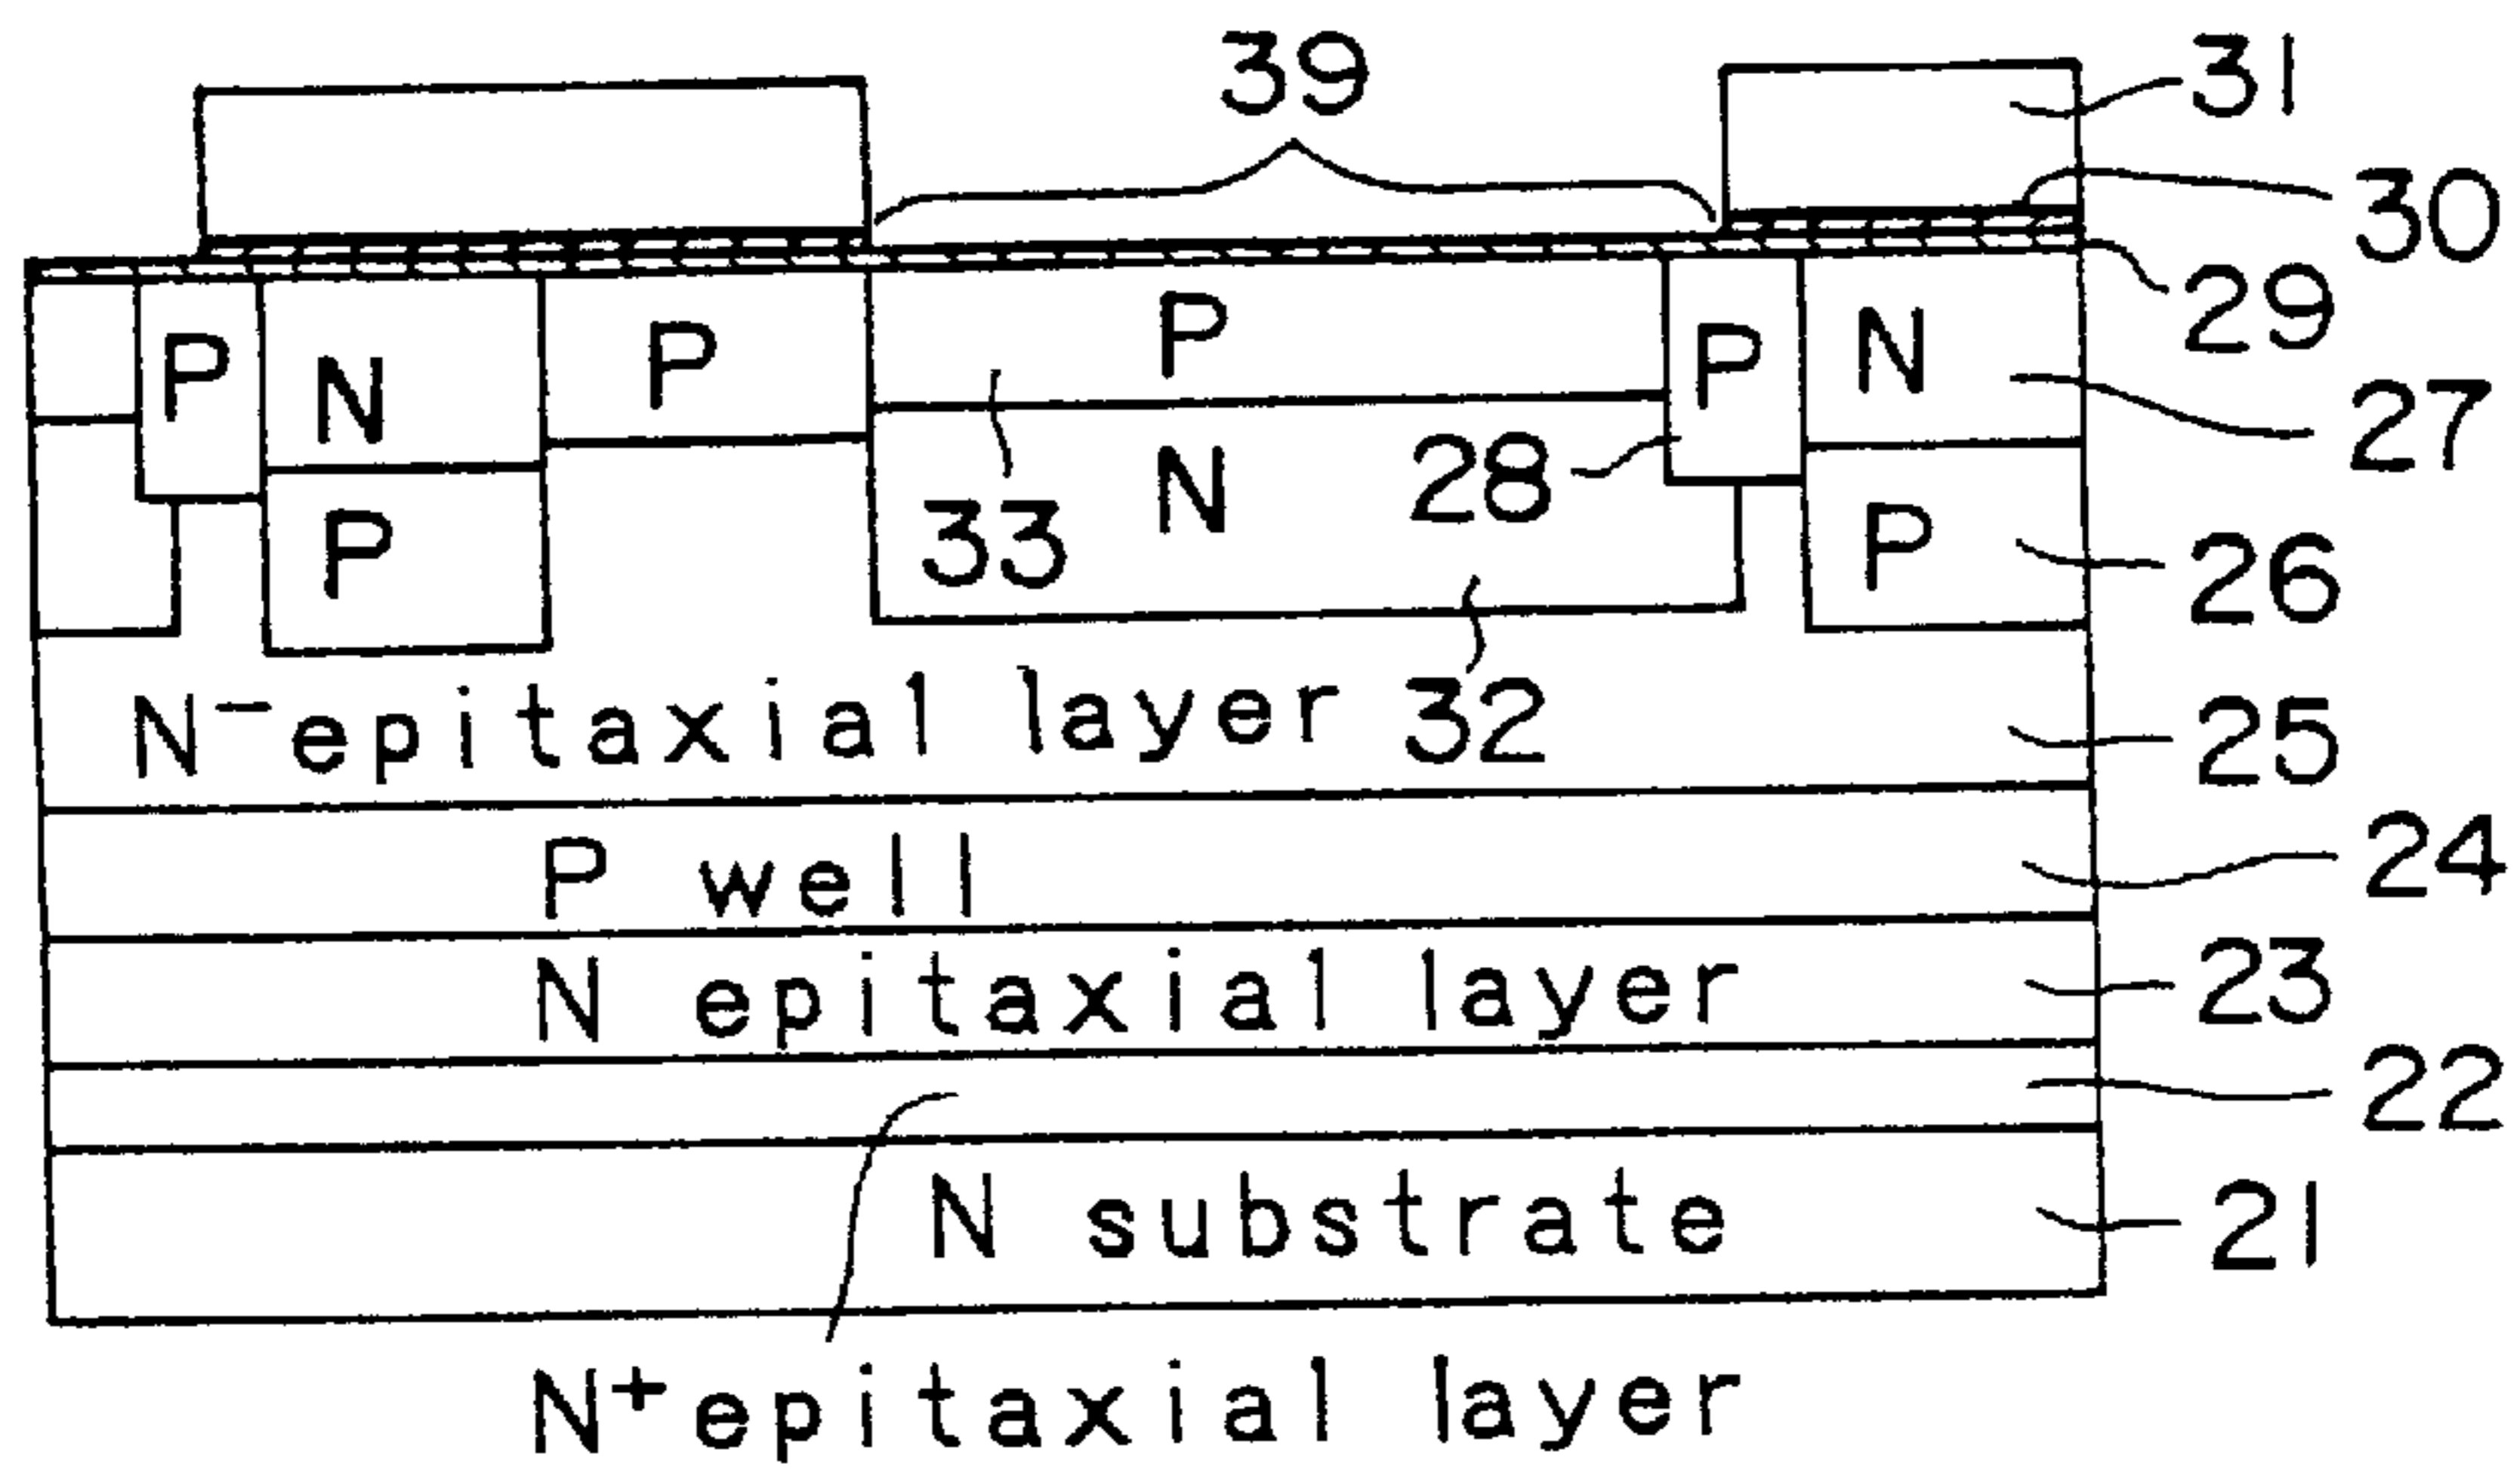 39
31
30
29
P N P P P N
27
N 28
33
P P
26
N⁻epitaxial layer 32
25
P well
24
N epitaxial layer
23
22
N substrate
21
N⁺epitaxial layer